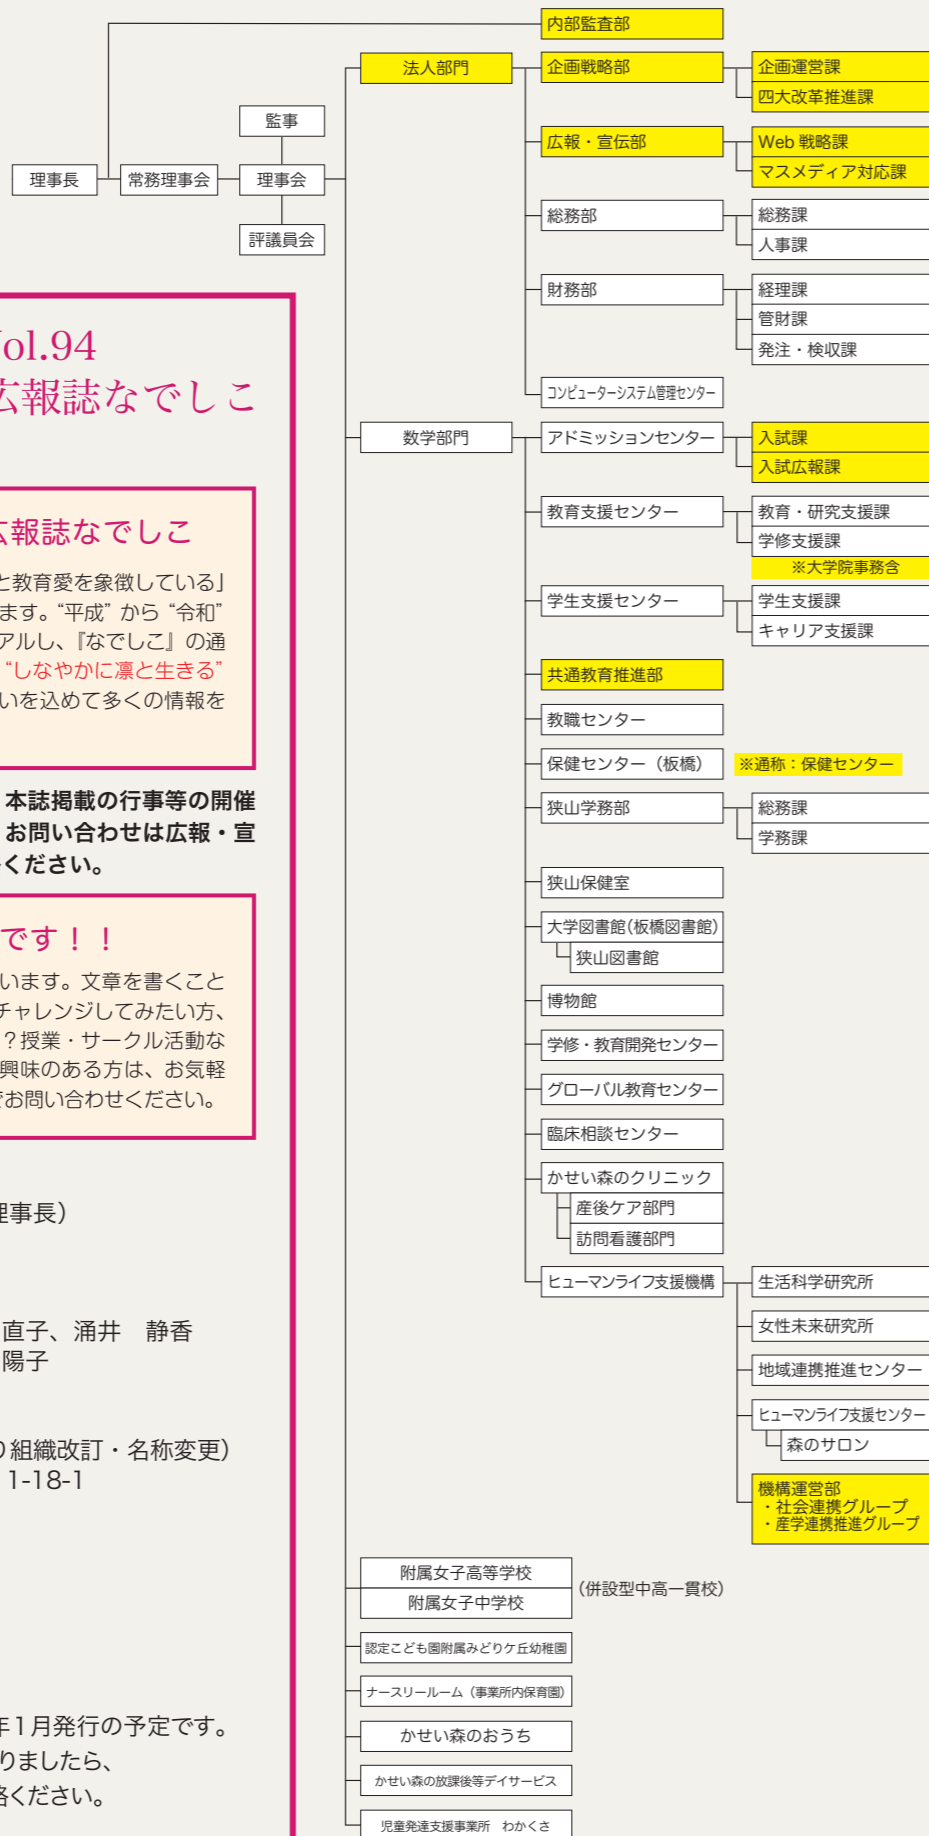 内部監査部
法人部門
企画戦略部
企画運営課
四大改革推進課
監事
広報・宣伝部
Web 戦略課
マスメディア対応課
理事長
常務理事会
理事会
総務部
総務課
人事課
評議員会
財務部
経理課
管財課
発注・検収課
コンピューターシステム管理センター
数学部門
アドミッションセンター
入試課
入試広報課
教育支援センター
教育・研究支援課
学修支援課
※大学院事務含
学生支援センター
学生支援課
キャリア支援課
共通教育推進部
教職センター
保健センター（板橋）
※通称：保健センター
狭山学務部
総務課
学務課
狭山保健室
大学図書館(板橋図書館)
狭山図書館
博物館
学修・教育開発センター
グローバル教育センター
臨床相談センター
かせい森のクリニック
産後ケア部門
訪問看護部門
ヒューマンライフ支援機構
生活科学研究所
女性未来研究所
地域連携推進センター
ヒューマンライフ支援センター
森のサロン
機構運営部
・社会連携グループ
・産学連携推進グループ
附属女子高等学校
附属女子中学校
（併設型中高一貫校）
認定こども園附属みどりケ丘幼稚園
ナースリールーム（事業所内保育園）
かせい森のおうち
かせい森の放課後等デイサービス
児童発達支援事業所　わかくさ
Vol.94
広報誌なでしこ
広報誌なでしこ
と教育愛を象徴している」
ます。“平成” から “令和”
アルし、『なでしこ』の通
“しなやかに凛と生きる”
いを込めて多くの情報を
本誌掲載の行事等の開催
お問い合わせは広報・宣
ください。
です！！
います。文章を書くこと
チャレンジしてみたい方、
？授業・サークル活動な
興味のある方は、お気軽
でお問い合わせください。
理事長）
直子、涌井　静香
陽子
り組織改訂・名称変更）
1-18-1
年1月発行の予定です。
りましたら、
絡ください。